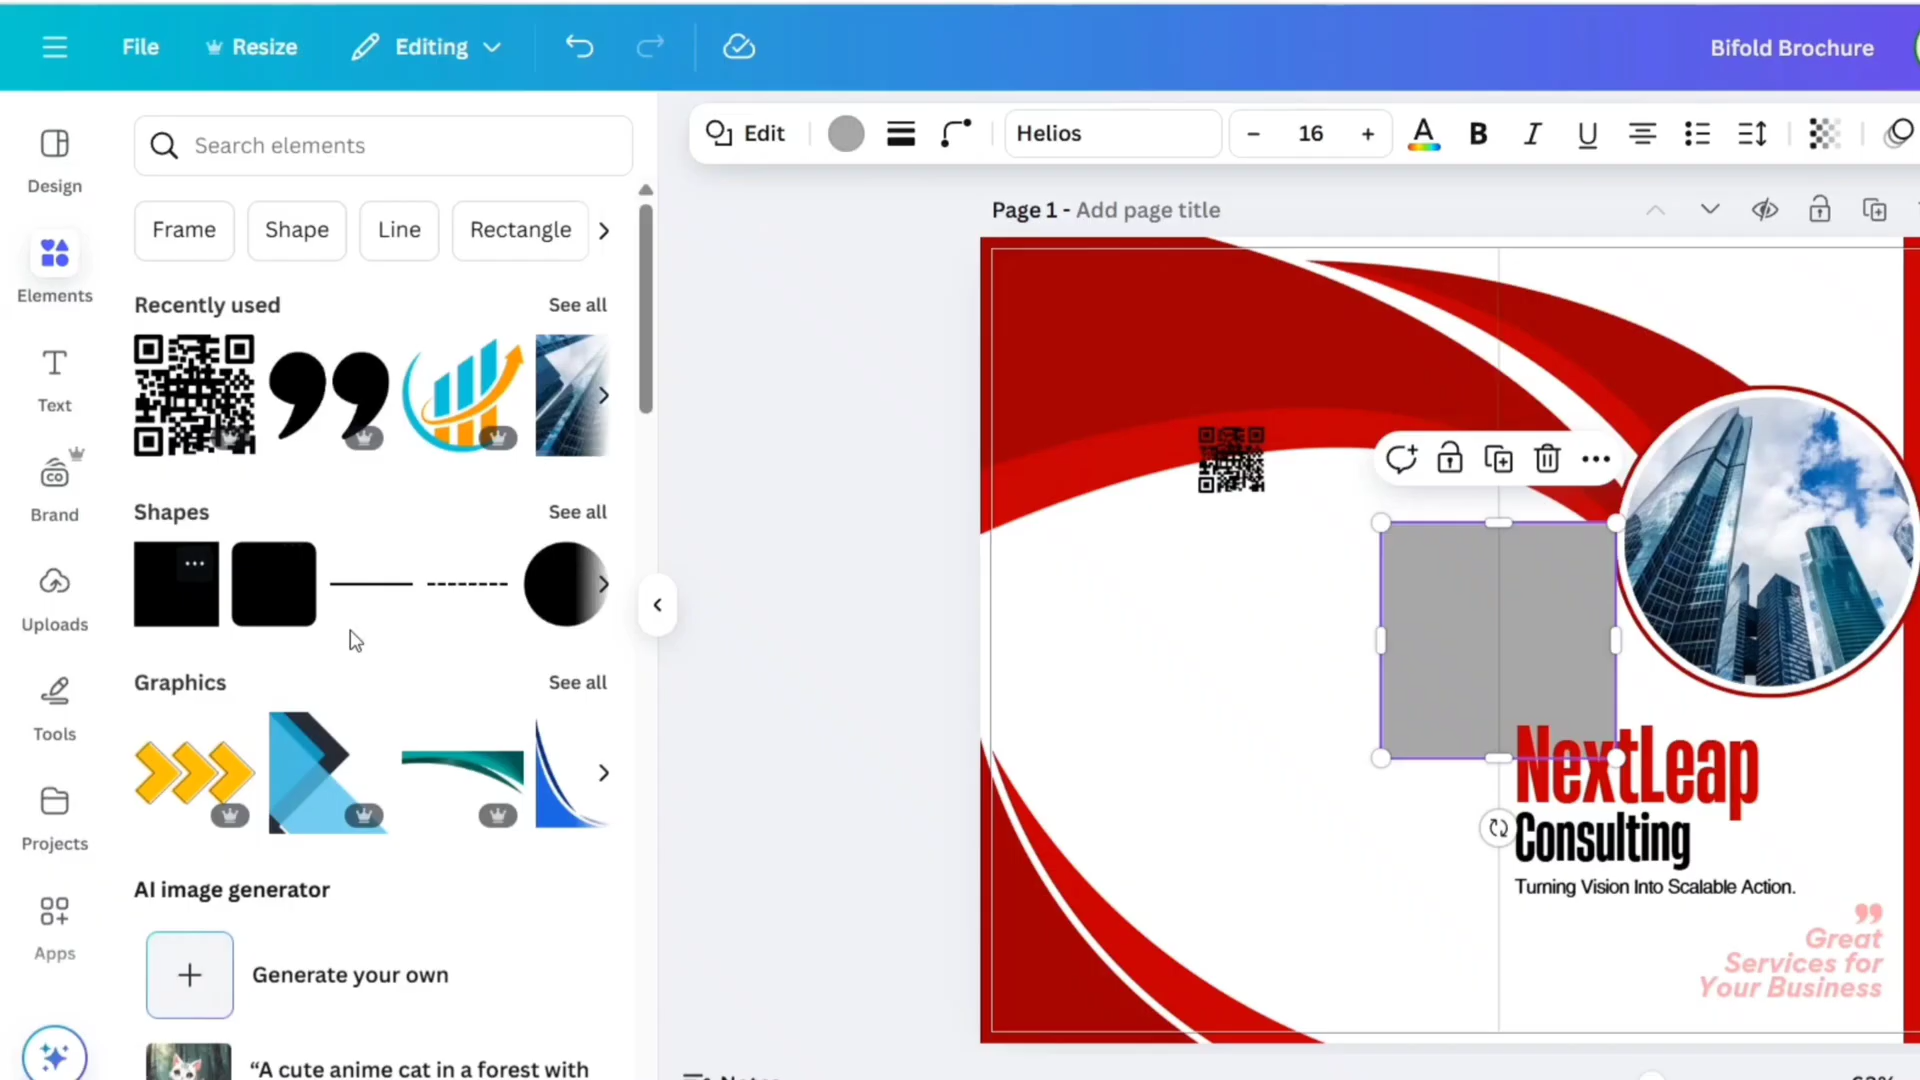 File
Resize
Editing
Bifold Brochure
Design
Elements
Text
Brand
Uploads
Tools
Projects
Apps
Search elements
Frame
Shape
Line
Rectangle
Recently used
See all
Shapes
See all
Graphics
See all
AI image generator
Generate your own
“A cute anime cat in a forest with
Edit
Helios
– 16 +
A B I U
Page 1 - Add page title
NextLeap
Consulting
Turning Vision Into Scalable Action.
Great
Services for
Your Business